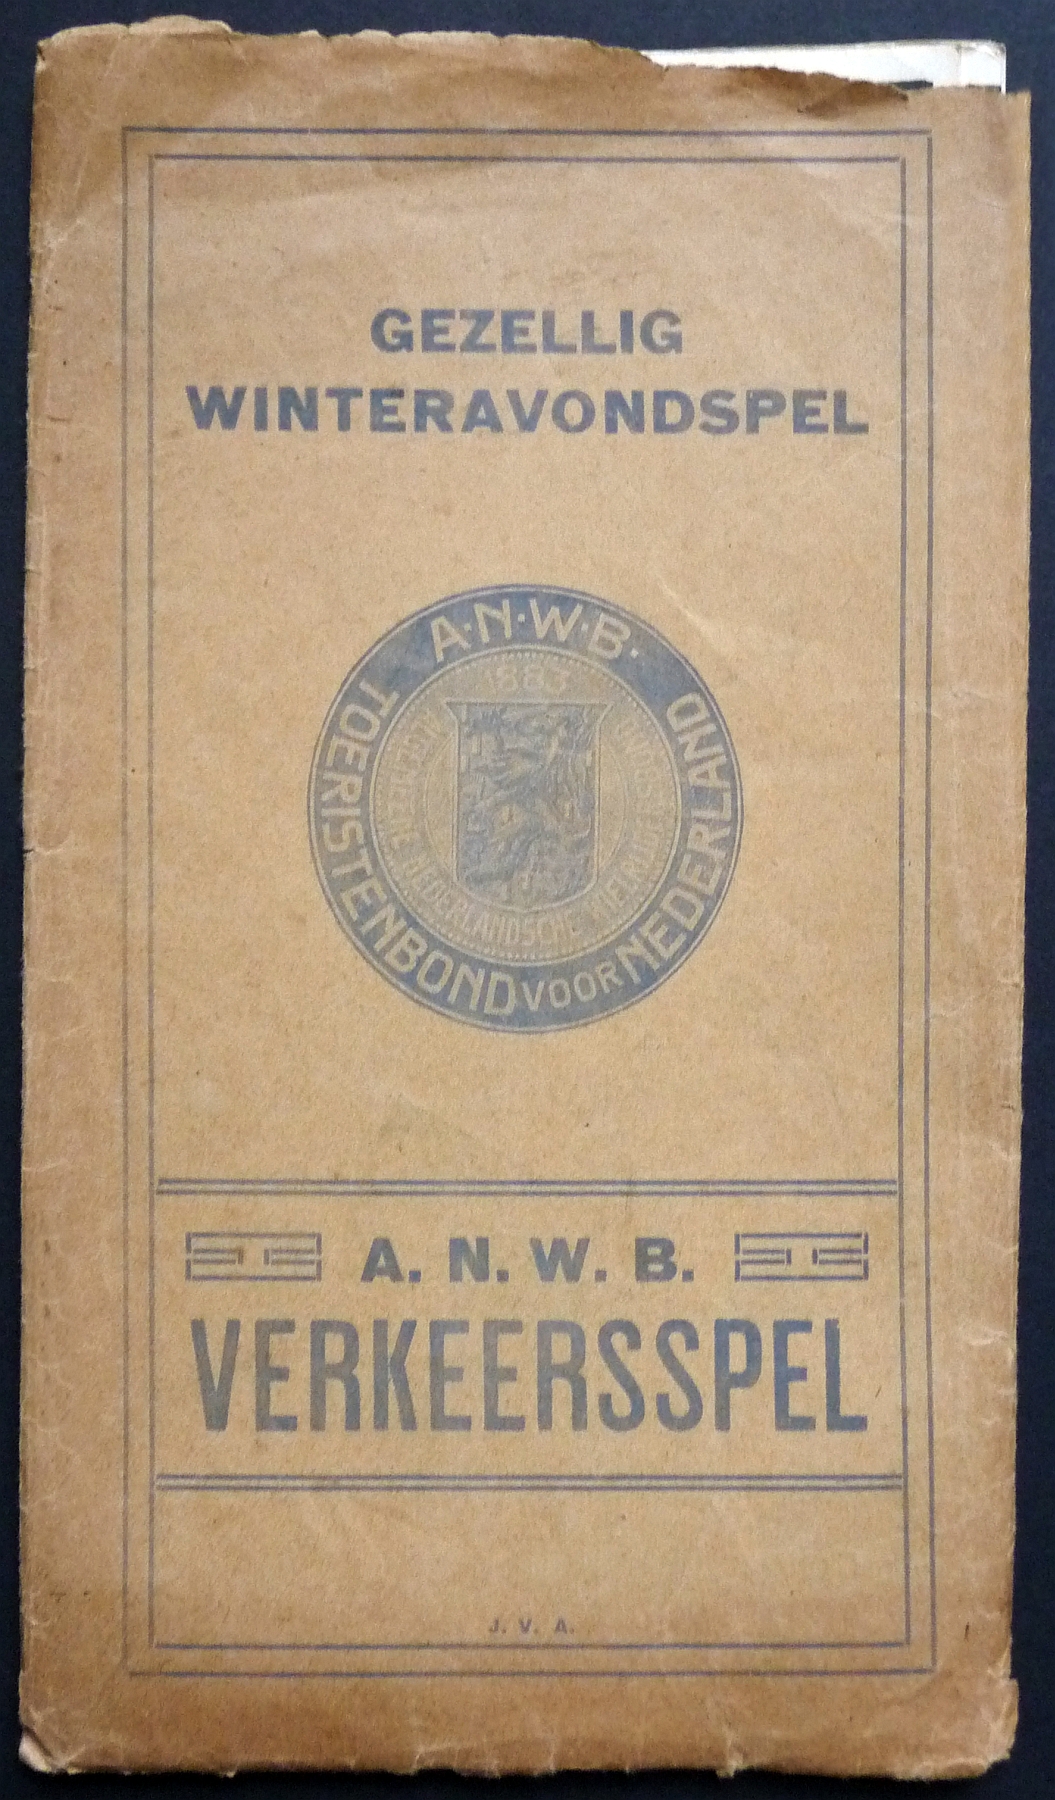 GEZELLIG
WINTERAVONDSPEL
A·N·W·B·
TOERISTENBOND VOOR NEDERLAND
1883
ALGEMEENE NEDERLANDSCHE WIELRIJDERSBOND
A. N. W. B.
VERKEERSSPEL
J. V. A.